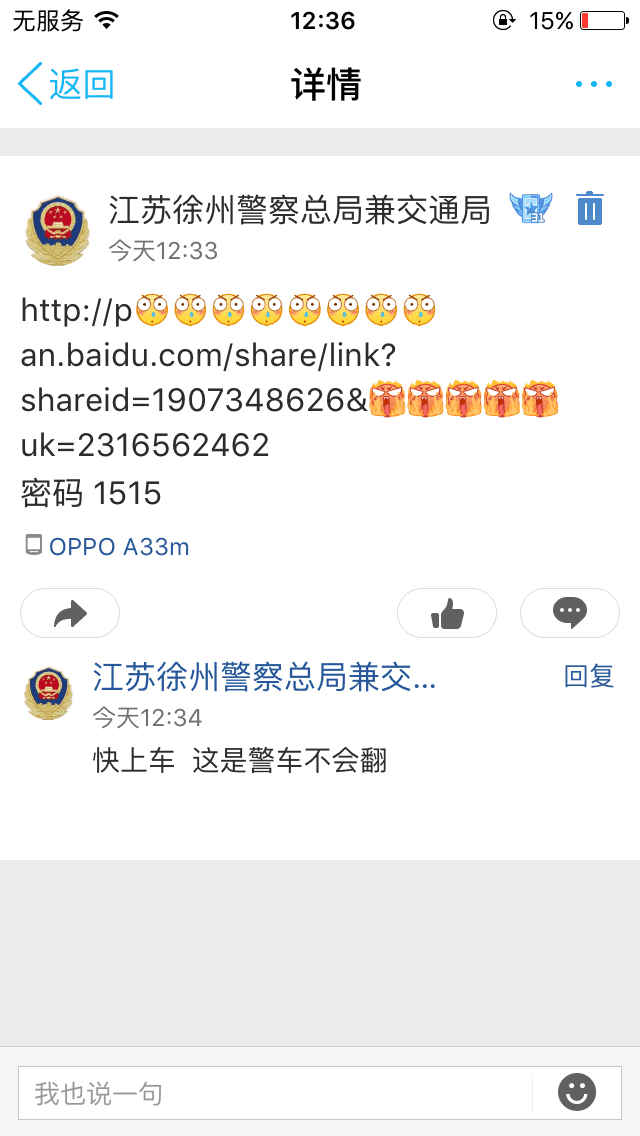 无服务 12:36 15%
返回 详情
江苏徐州警察总局兼交通局
今天12:33
http://p
an.baidu.com/share/link?
shareid=1907348626&
uk=2316562462
密码 1515
OPPO A33m
江苏徐州警察总局兼交... 回复
今天12:34
快上车 这是警车不会翻
我也说一句